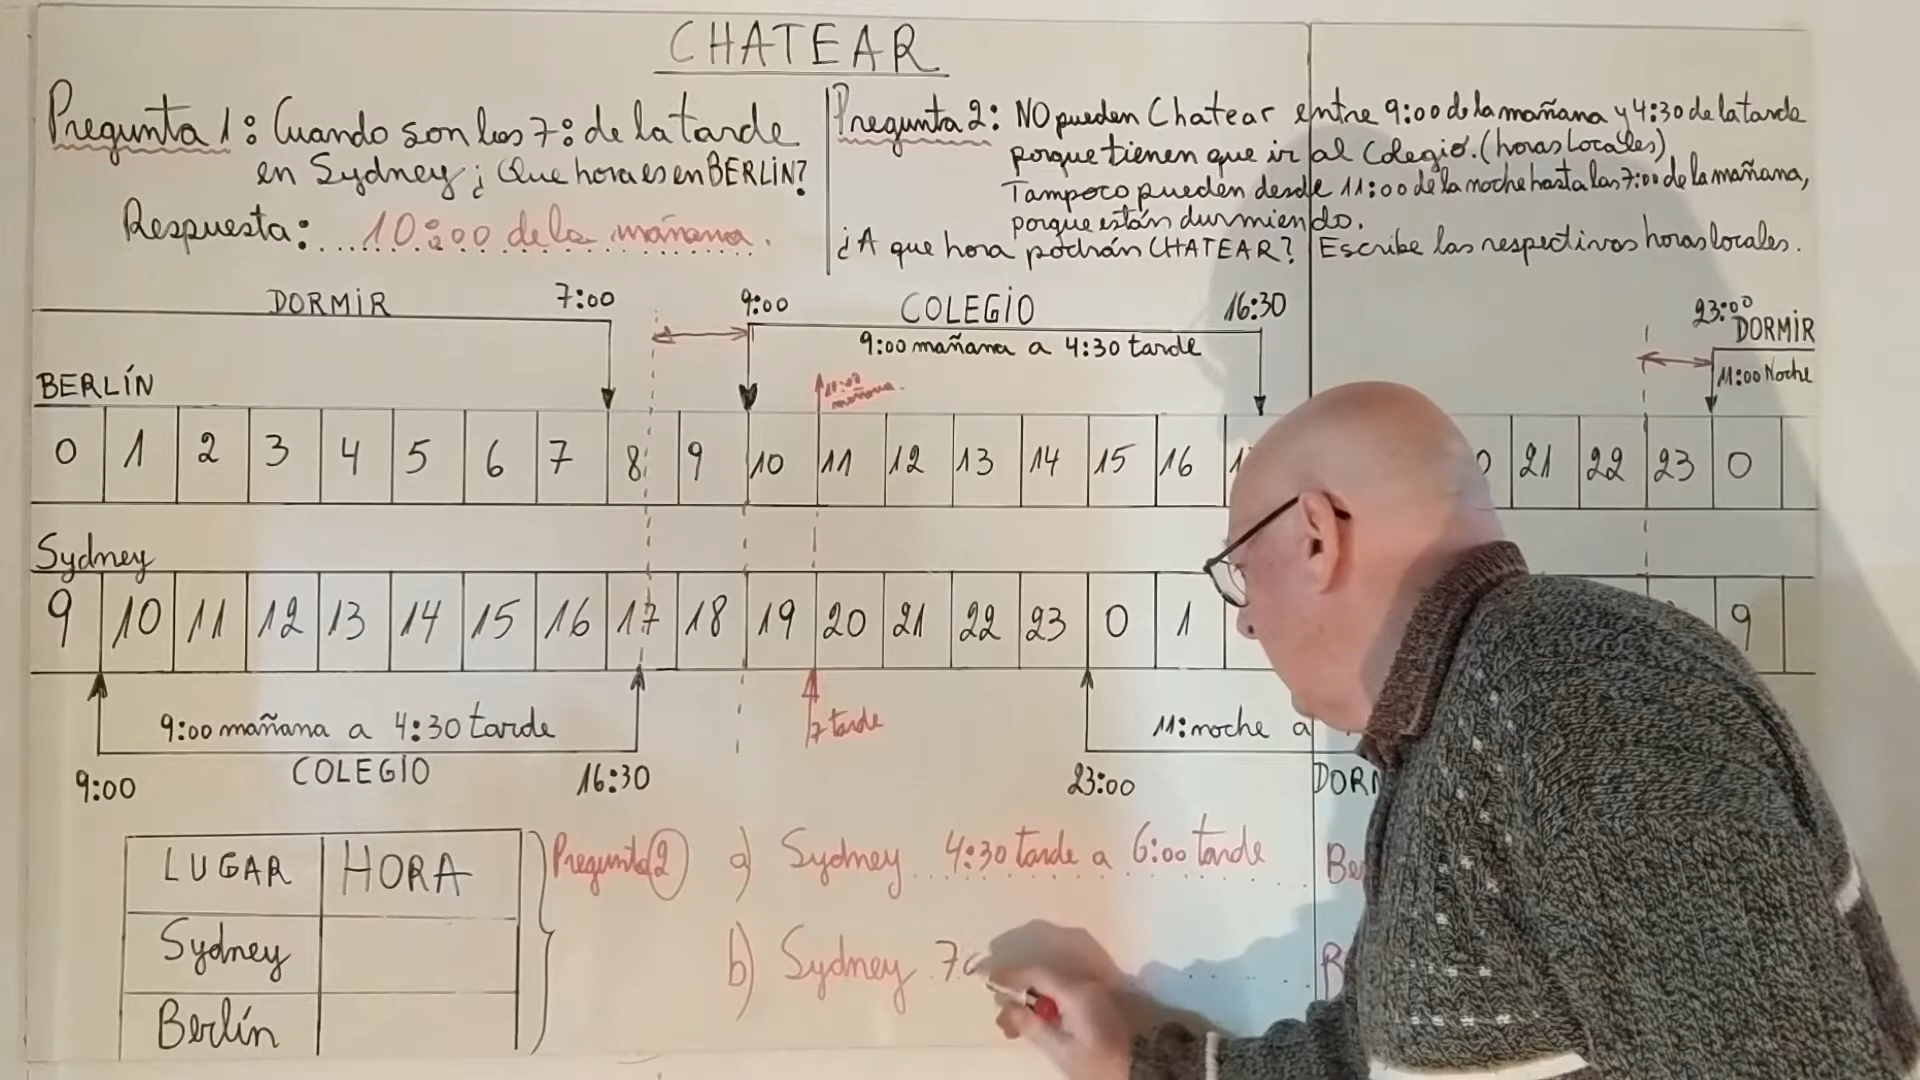 CHATEAR
Pregunta 1: Cuando son las 7: de la tarde
en Sydney ¿ Que hora es en BERLIN?
Respuesta: 10:00 de la mañana.
Pregunta 2: NO pueden Chatear entre 9:00 de la mañana y 4:30 de la tarde
porque tienen que ir al Colegio. (horas Locales)
Tampoco pueden desde 11:00 de la noche hasta las 7:00 de la mañana,
porque están durmiendo.
¿A que hora podrán CHATEAR? Escribe las respectivas horas locales.
DORMIR 7:00 9:00 COLEGIO 16:30 23:00 DORMIR
9:00 mañana a 4:30 tarde
11:00 Noche
BERLÍN
mañana.
0 1 2 3 4 5 6 7 8 9 10 11 12 13 14 15 16 21 22 23 0
Sydney
9 10 11 12 13 14 15 16 17 18 19 20 21 22 23 0 1 9
9:00 mañana a 4:30 tarde
7 tarde
11: noche a
9:00 COLEGIO 16:30 23:00
LUGAR HORA
Sydney
Berlín
Pregunta 2
a) Sydney 4:30 tarde a 6:00 tarde
b) Sydney 7